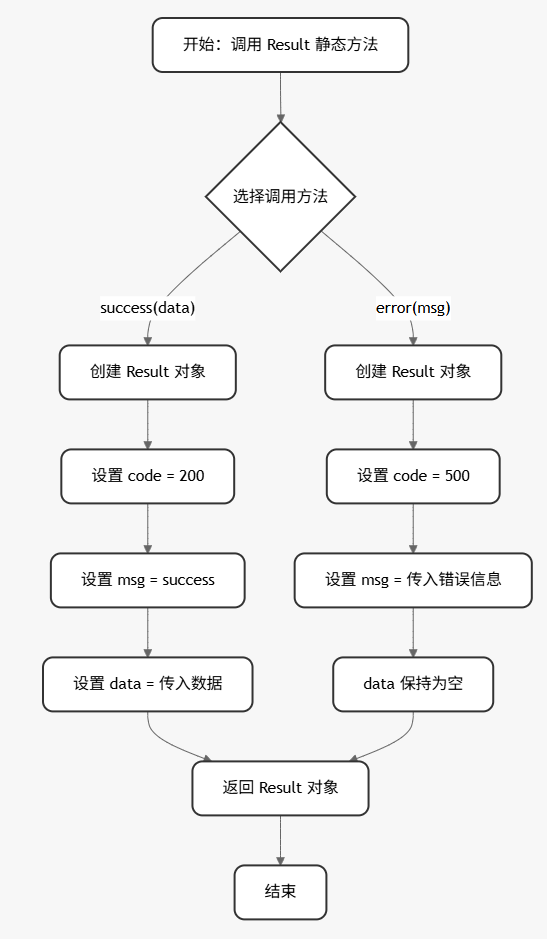 开始：调用 Result 静态方法
选择调用方法
success(data)
error(msg)
创建 Result 对象
创建 Result 对象
设置 code = 200
设置 code = 500
设置 msg = success
设置 msg = 传入错误信息
设置 data = 传入数据
data 保持为空
返回 Result 对象
结束